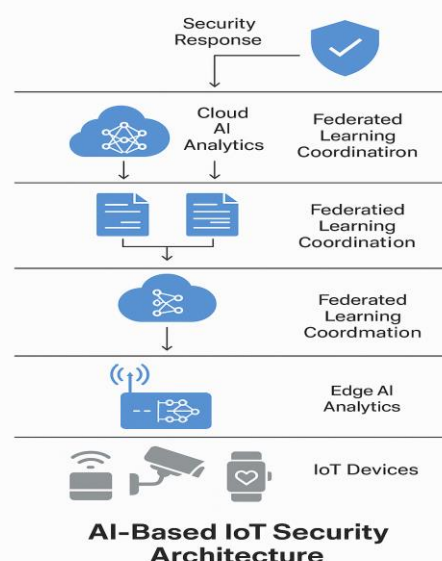 Security
Response
Cloud
AI
Analytics
Federated
Learning
Coordinatiron
Federatied
Learning
Coordination
Federated
Learning
Coordmation
Edge AI
Analytics
IoT Devices
AI-Based IoT Security
Architecture